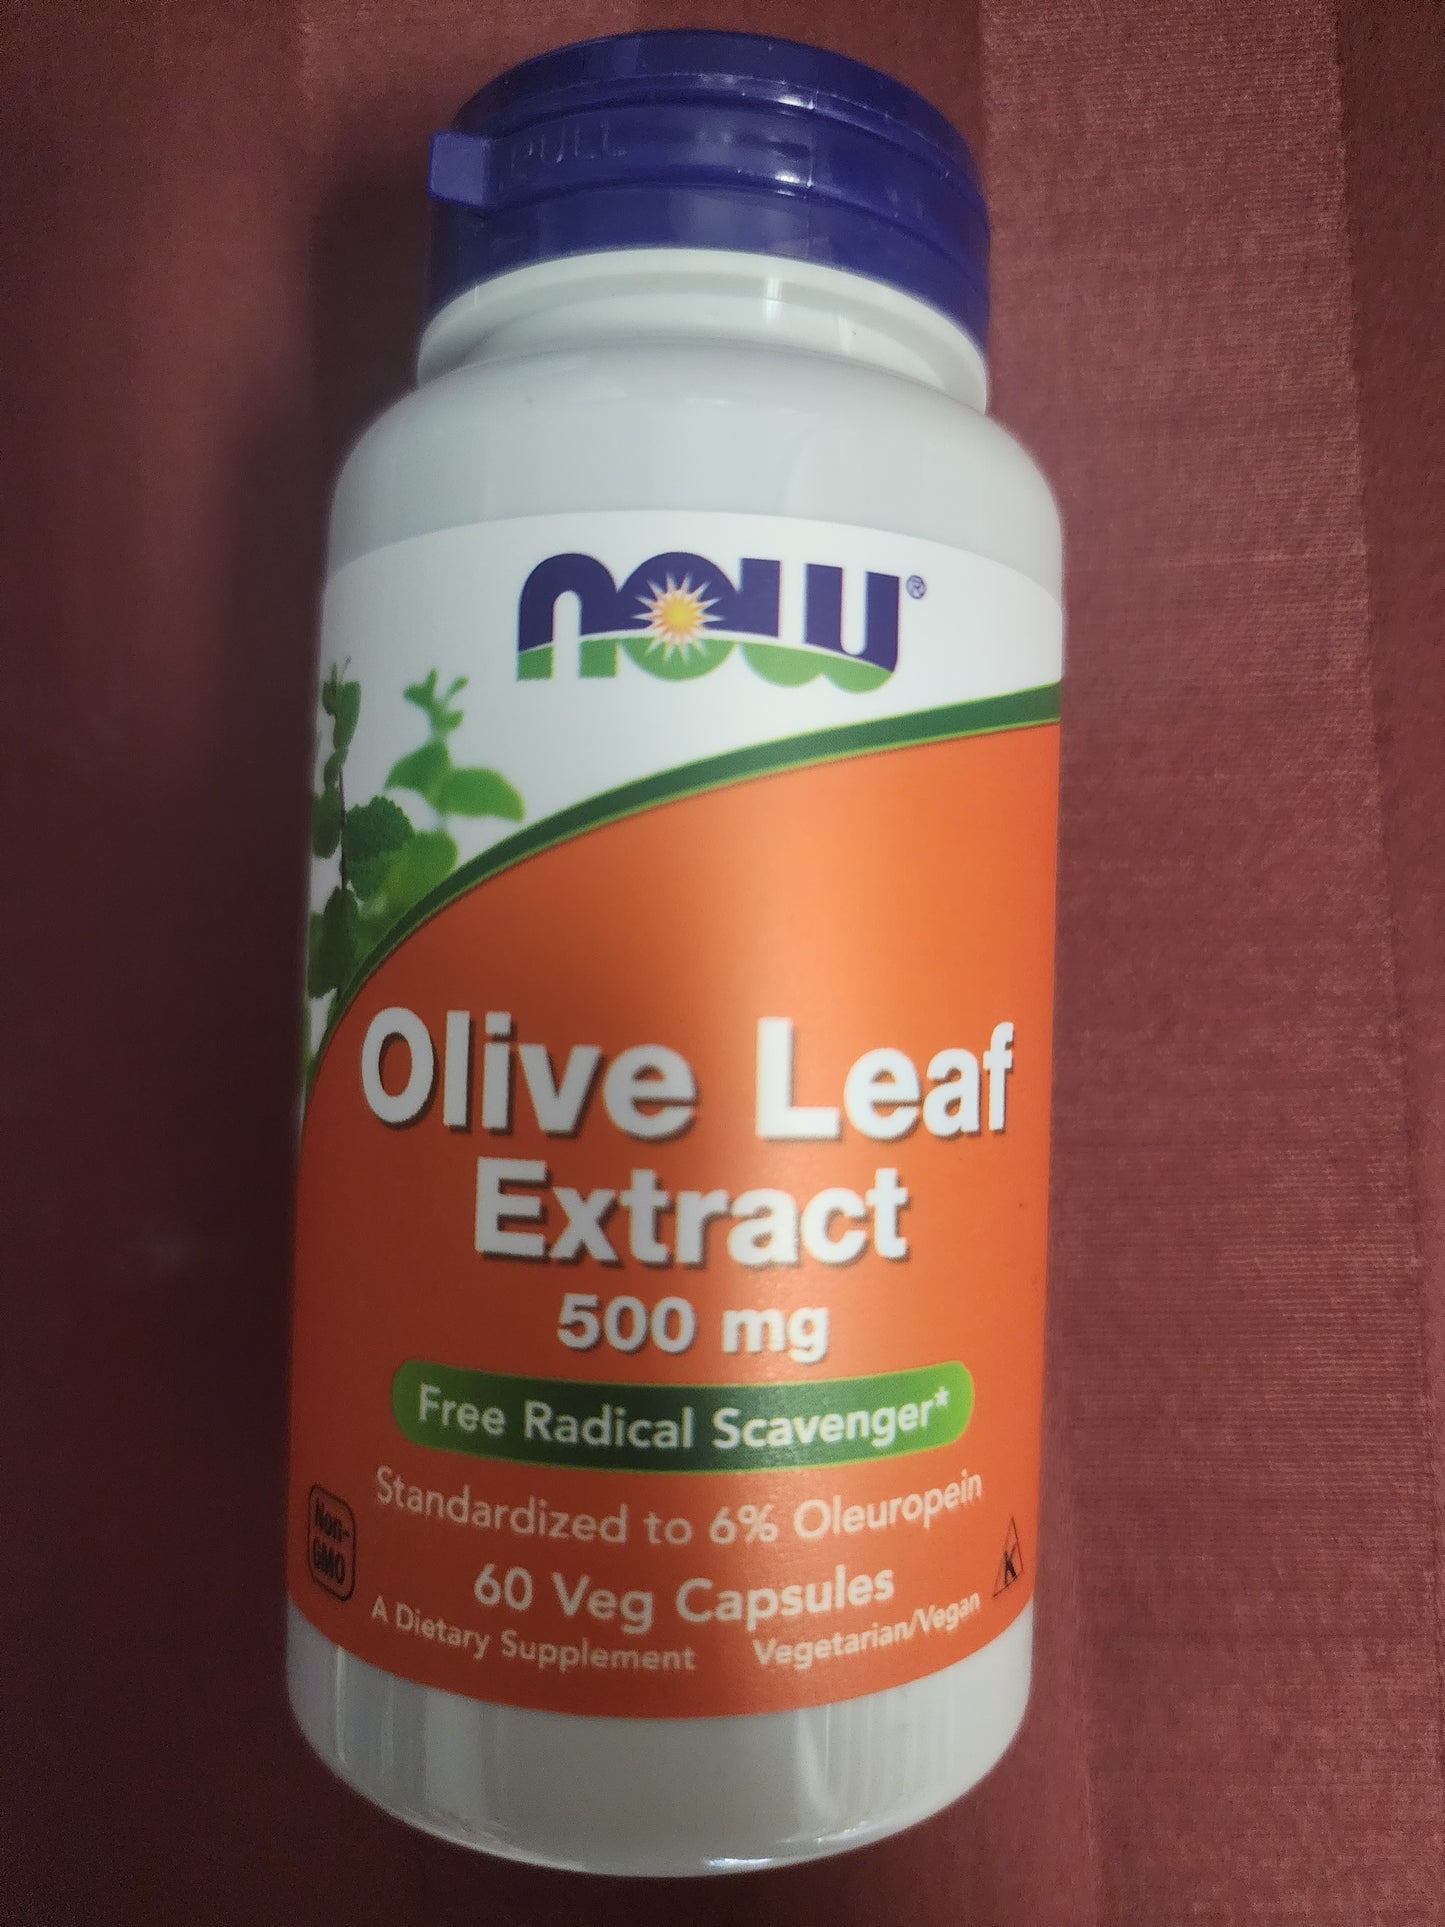 PULL
NOW®
Olive Leaf
Extract
500 mg
Free Radical Scavenger*
Standardized to 6% Oleuropein
Non-
GMO
60 Veg Capsules
K
A Dietary Supplement Vegetarian/Vegan